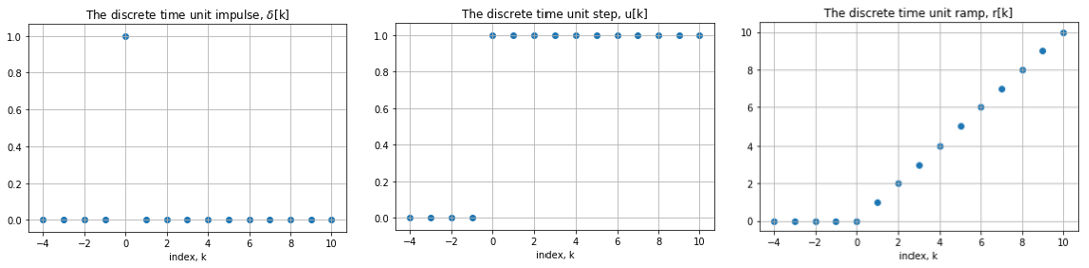 The discrete time unit impulse, δ[k]
1.0
0.8
0.6
0.4
0.2
0.0
−4 −2 0 2 4 6 8 10
index, k
The discrete time unit step, u[k]
1.0
0.8
0.6
0.4
0.2
0.0
−4 −2 0 2 4 6 8 10
index, k
The discrete time unit ramp, r[k]
10
8
6
4
2
0
−4 −2 0 2 4 6 8 10
index, k